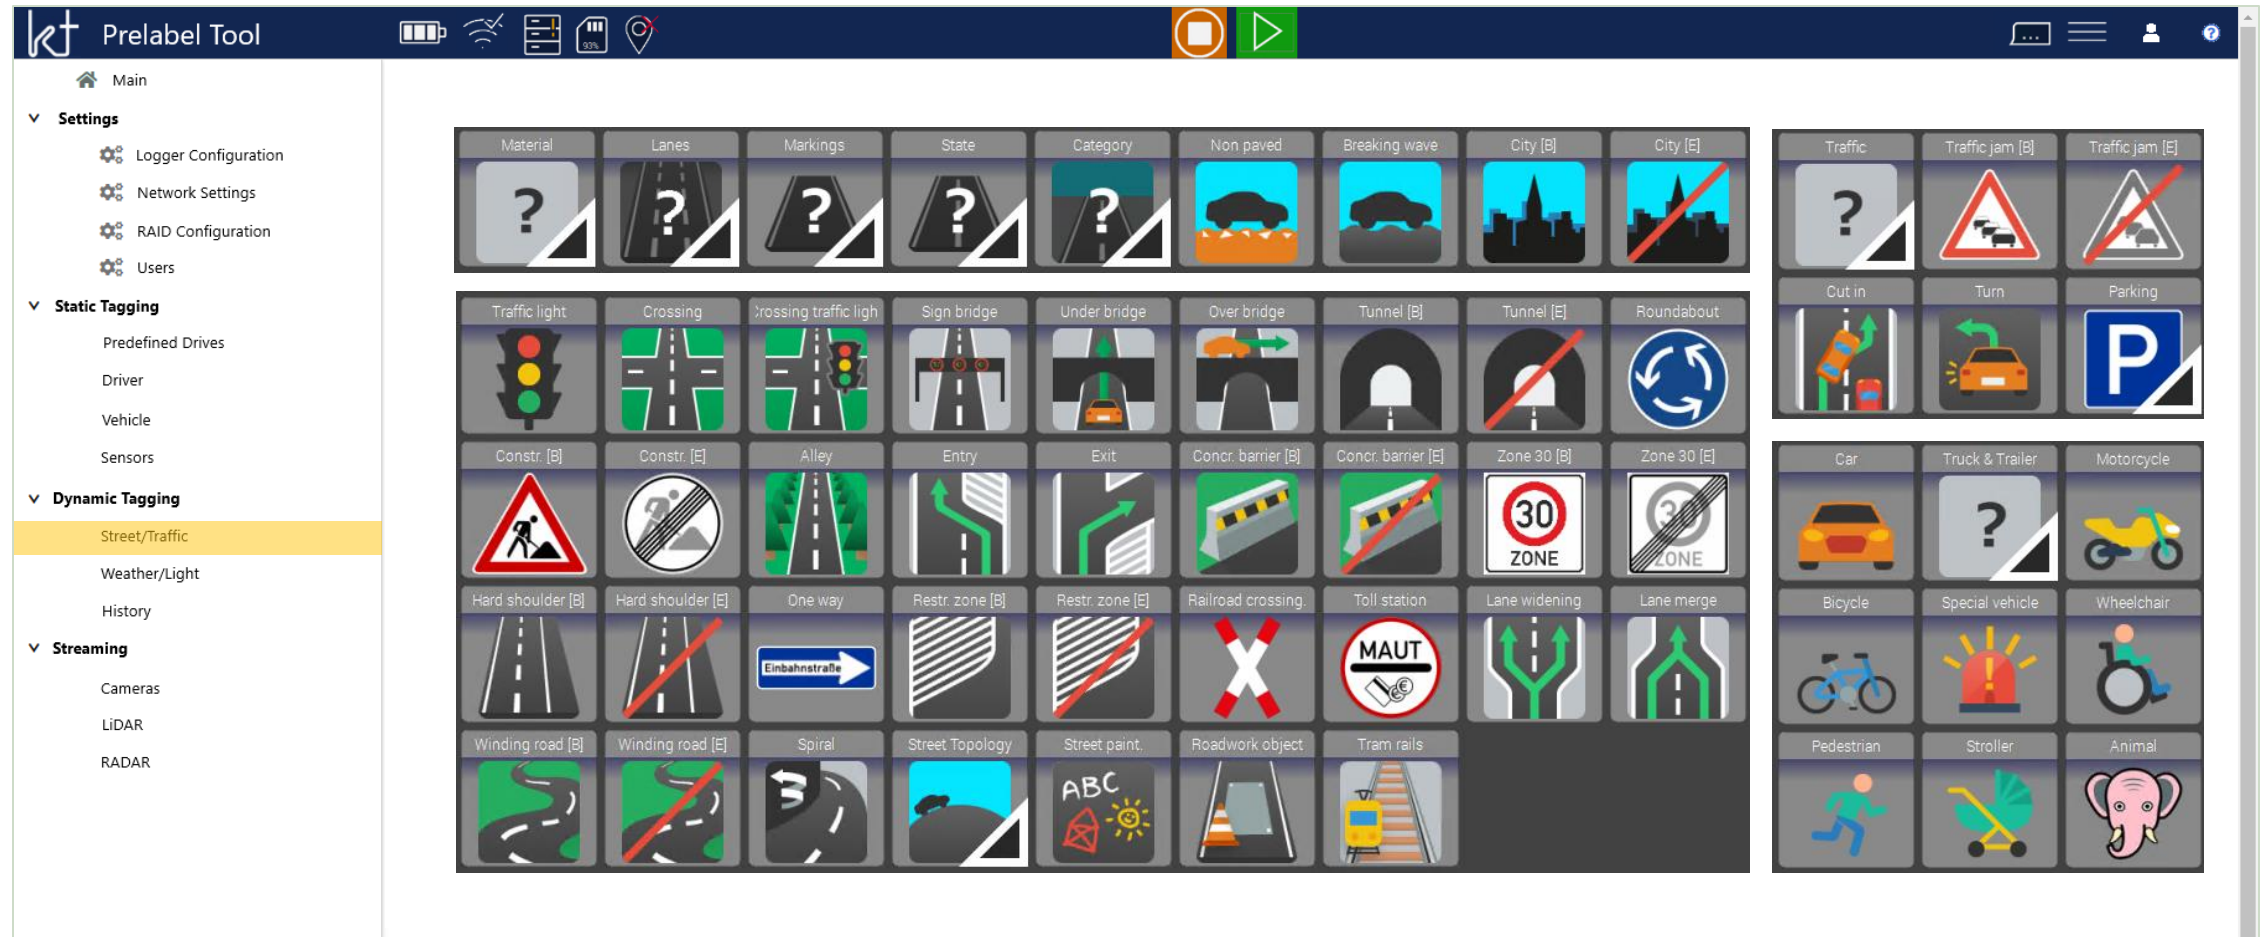 kt Prelabel Tool
93%
...
?
Main
Settings
Logger Configuration
Network Settings
RAID Configuration
Users
Static Tagging
Predefined Drives
Driver
Vehicle
Sensors
Dynamic Tagging
Street/Traffic
Weather/Light
History
Streaming
Cameras
LiDAR
RADAR
Material Lanes Markings State Category Non paved Breaking wave City [B] City [E]
? ? ? ? ?
Traffic light Crossing Crossing traffic ligh Sign bridge Under bridge Over bridge Tunnel [B] Tunnel [E] Roundabout
Constr. [B] Constr. [E] Alley Entry Exit Concr. barrier [B] Concr. barrier [E] Zone 30 [B] Zone 30 [E]
30 30
ZONE ZONE
Hard shoulder [B] Hard shoulder [E] One way Restr. zone [B] Restr. zone [E] Railroad crossing. Toll station Lane widening Lane merge
Einbahnstraße MAUT
€€
Winding road [B] Winding road [E] Spiral Street Topology Street paint. Roadwork object Tram rails
ABC
Traffic Traffic jam [B] Traffic jam [E]
?
Cut in Turn Parking
P
Car Truck & Trailer Motorcycle
?
Bicycle Special vehicle Wheelchair
!
Pedestrian Stroller Animal